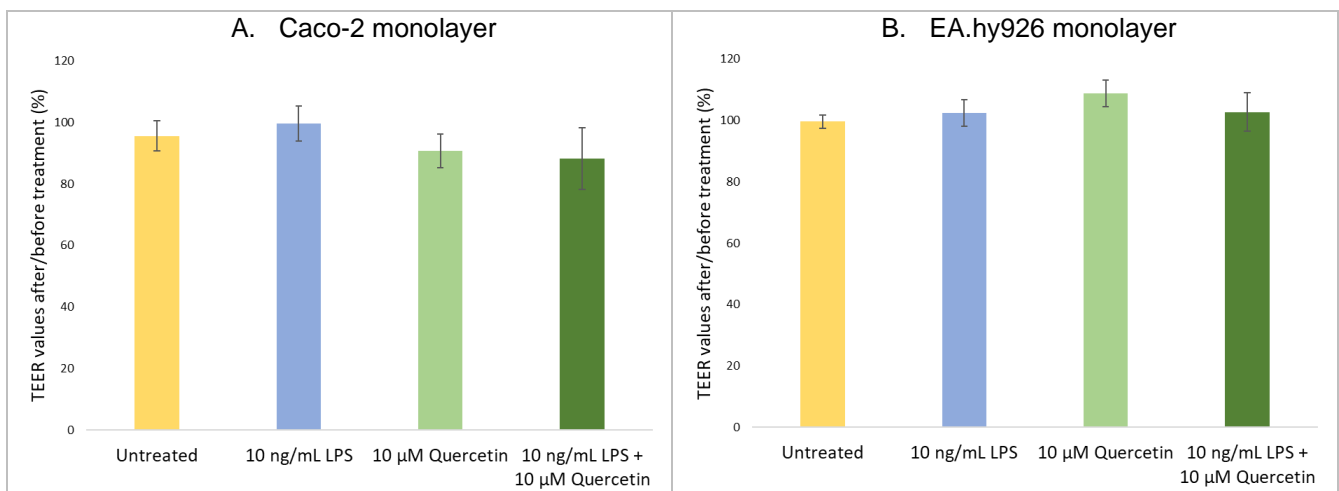 A. Caco-2 monolayer
TEER values after/before treatment (%)
120
100
80
60
40
20
0
Untreated
10 ng/mL LPS
10 µM Quercetin
10 ng/mL LPS +
10 µM Quercetin
B. EA.hy926 monolayer
TEER values after/before treatment (%)
120
100
80
60
40
20
0
Untreated
10 ng/mL LPS
10 µM Quercetin
10 ng/mL LPS +
10 µM Quercetin